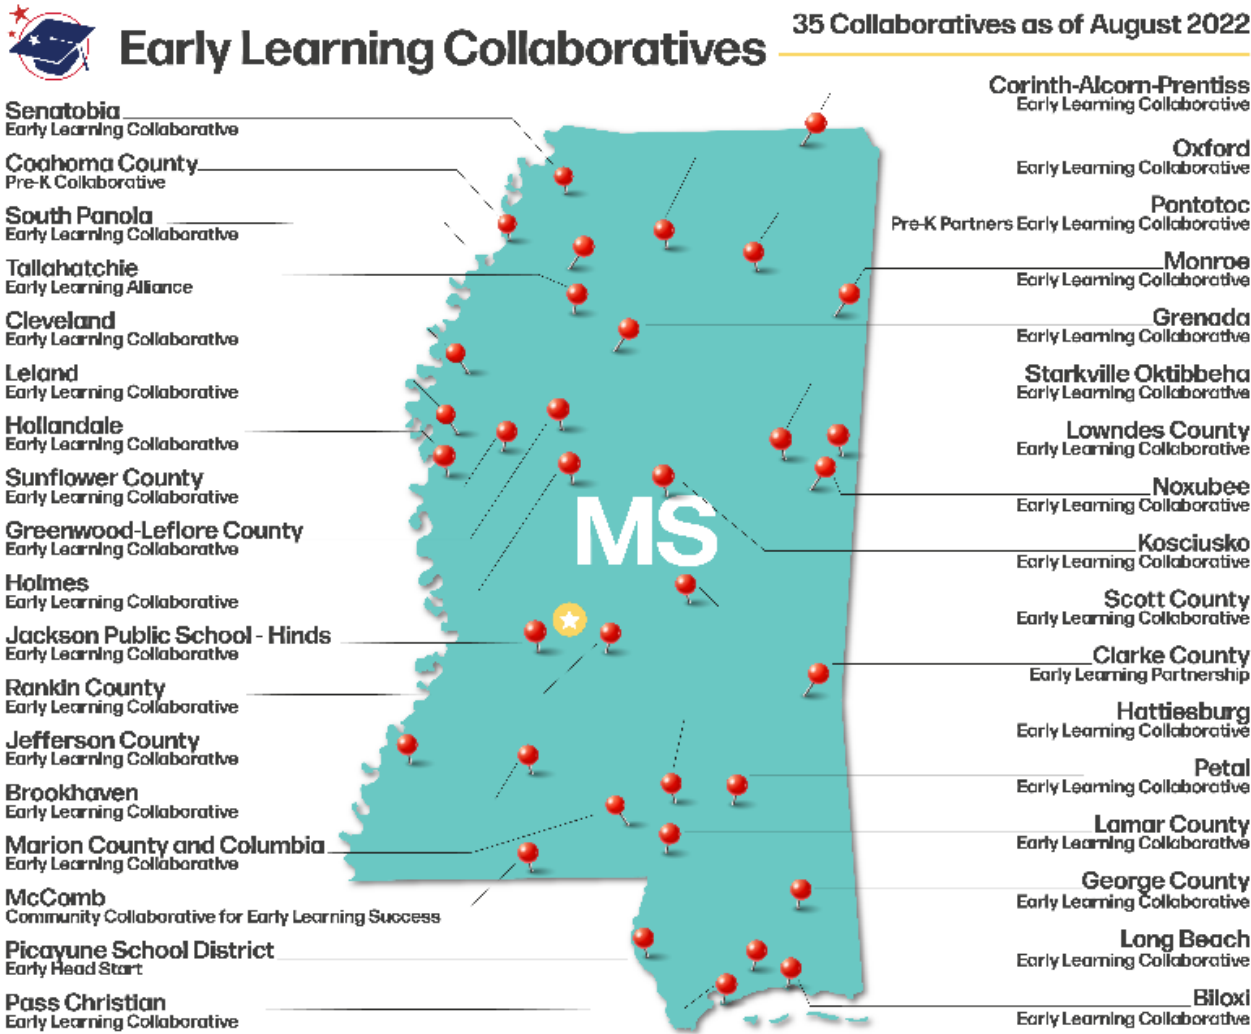 Early Learning Collaboratives
35 Collaboratives as of August 2022
Senatobia
Early Learning Collaborative
Coahoma County
Pre-K Collaborative
South Panola
Early Learning Collaborative
Tallahatchie
Early Learning Alliance
Cleveland
Early Learning Collaborative
Leland
Early Learning Collaborative
Hollandale
Early Learning Collaborative
Sunflower County
Early Learning Collaborative
Greenwood-Leflore County
Early Learning Collaborative
Holmes
Early Learning Collaborative
Jackson Public School - Hinds
Early Learning Collaborative
Rankin County
Early Learning Collaborative
Jefferson County
Early Learning Collaborative
Brookhaven
Early Learning Collaborative
Marion County and Columbia
Early Learning Collaborative
McComb
Community Collaborative for Early Learning Success
Picayune School District
Early Head Start
Pass Christian
Early Learning Collaborative
MS
Corinth-Alcorn-Prentiss
Early Learning Collaborative
Oxford
Early Learning Collaborative
Pontotoc
Pre-K Partners Early Learning Collaborative
Monroe
Early Learning Collaborative
Grenada
Early Learning Collaborative
Starkville Oktibbeha
Early Learning Collaborative
Lowndes County
Early Learning Collaborative
Noxubee
Early Learning Collaborative
Kosciusko
Early Learning Collaborative
Scott County
Early Learning Collaborative
Clarke County
Early Learning Partnership
Hattiesburg
Early Learning Collaborative
Petal
Early Learning Collaborative
Lamar County
Early Learning Collaborative
George County
Early Learning Collaborative
Long Beach
Early Learning Collaborative
Biloxi
Early Learning Collaborative